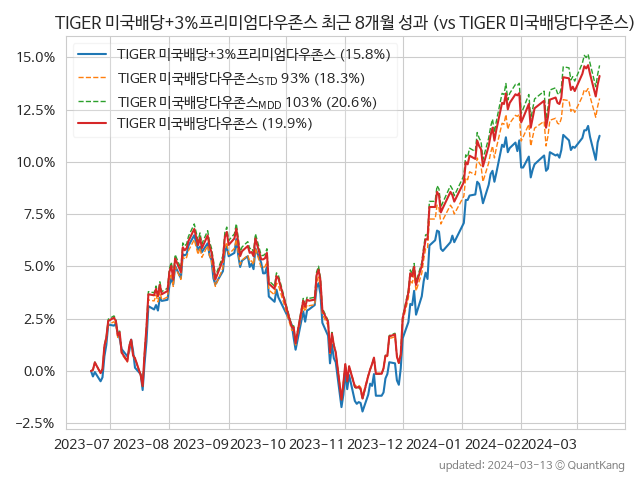 TIGER 미국배당+3%프리미엄다우존스 최근 8개월 성과 (vs TIGER 미국배당다우존스)
TIGER 미국배당+3%프리미엄다우존스 (15.8%)
TIGER 미국배당다우존스STD 93% (18.3%)
TIGER 미국배당다우존스MDD 103% (20.6%)
TIGER 미국배당다우존스 (19.9%)
15.0%
12.5%
10.0%
7.5%
5.0%
2.5%
0.0%
−2.5%
2023-07 2023-08 2023-09 2023-10 2023-11 2023-12 2024-01 2024-02 2024-03
updated: 2024-03-13 © QuantKang